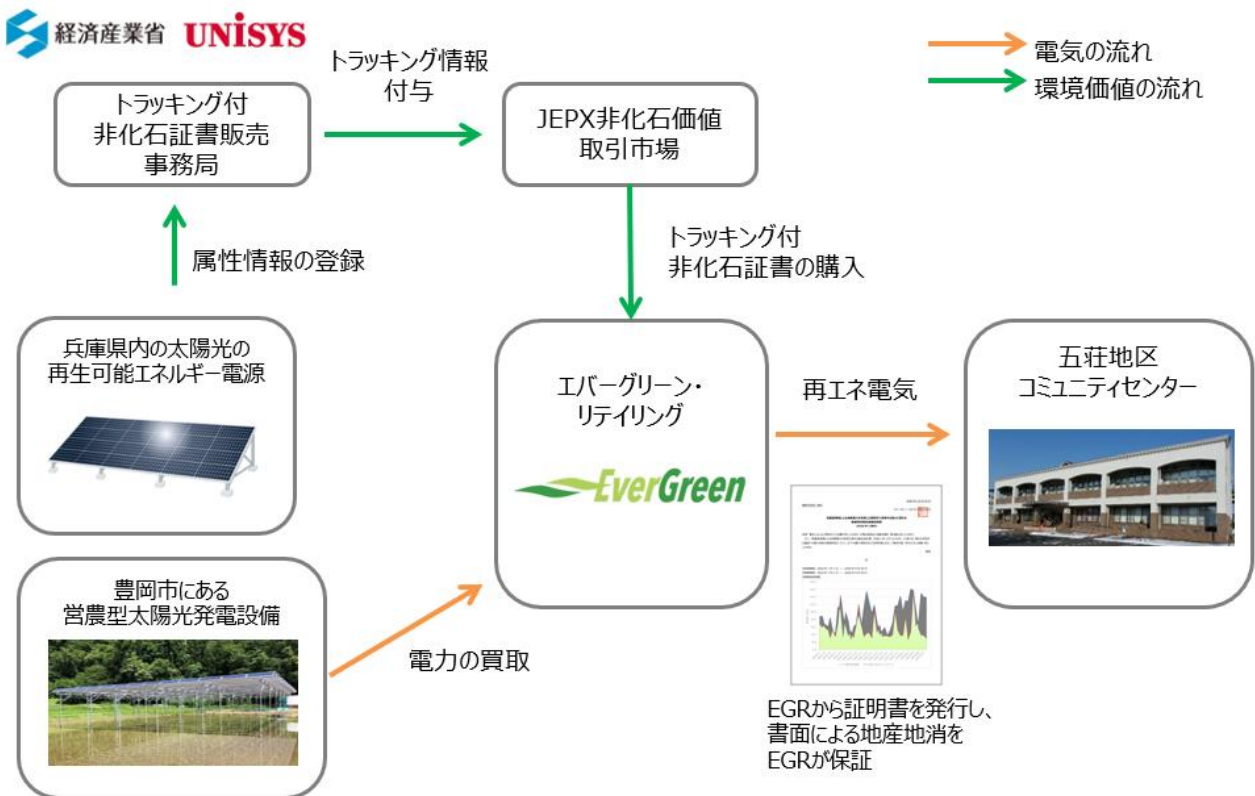 経済産業省 UNiSYS
電気の流れ
環境価値の流れ
トラッキング情報
付与
トラッキング付
非化石証書販売
事務局
JEPX非化石価値
取引市場
属性情報の登録
トラッキング付
非化石証書の購入
兵庫県内の太陽光の
再生可能エネルギー電源
エバーグリーン・
リテイリング
EverGreen
再エネ電気
五荘地区
コミュニティセンター
豊岡市にある
営農型太陽光発電設備
電力の買取
EGRから証明書を発行し、
書面による地産地消を
EGRが保証